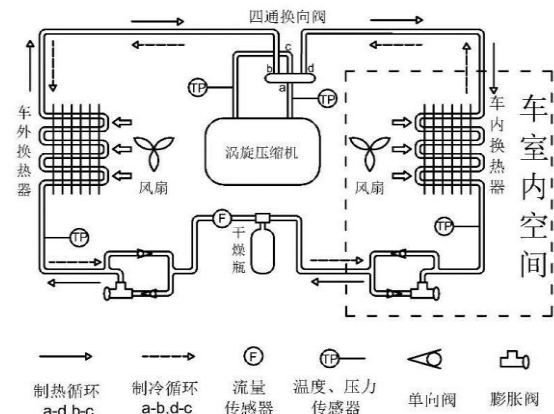 四通换向阀
c
b
d
a
TP
TP
车外换热器
风扇
涡旋压缩机
风扇
车内换热器
车室内空间
TP
F
干燥瓶
TP
F
TP
制热循环
a-d,b-c
制冷循环
a-b,d-c
流量
传感器
温度、压力
传感器
单向阀
膨胀阀